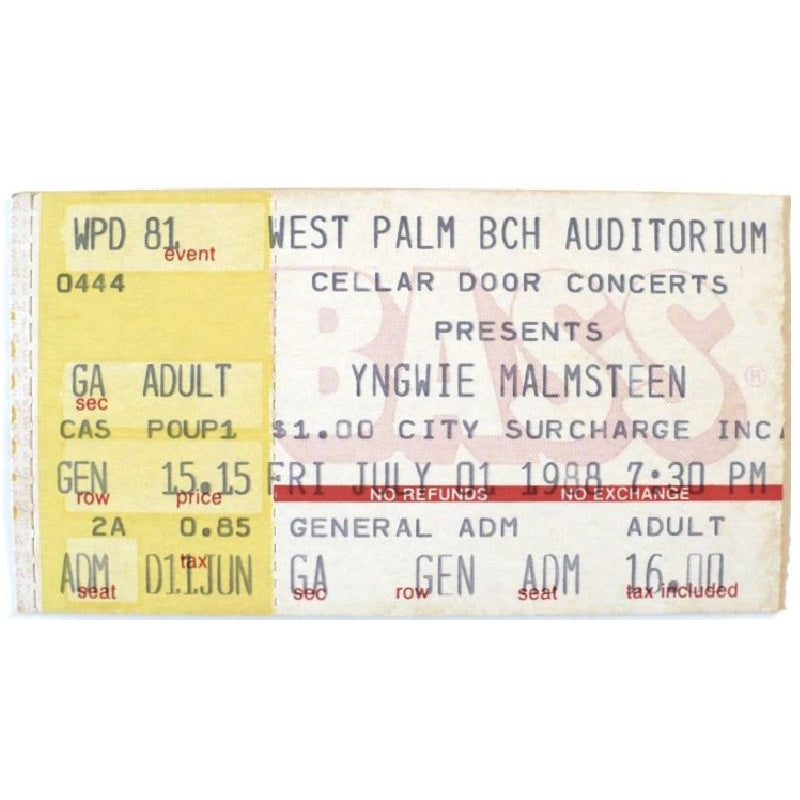 WPD 81
event
0444
GA ADULT
sec
CAS POUP1
GEN 15.15
row price
2A 0.85
tax
ADM D11JUN
seat
WEST PALM BCH AUDITORIUM
CELLAR DOOR CONCERTS
PRESENTS
YNGWIE MALMSTEEN
$1.00 CITY SURCHARGE INC
FRI JULY 01 1988 7:30 PM
NO REFUNDS NO EXCHANGE
GENERAL ADM ADULT
GA GEN ADM 16.00
sec row seat tax included
BASS ®